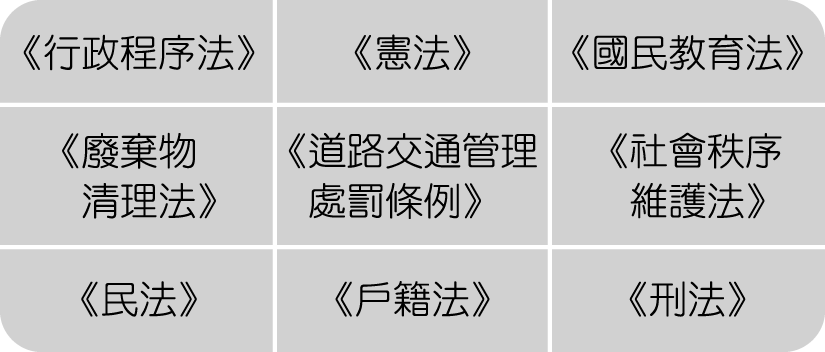 《行政程序法》
《憲法》
《國民教育法》
《廢棄物
清理法》
《道路交通管理
處罰條例》
《社會秩序
維護法》
《民法》
《戶籍法》
《刑法》